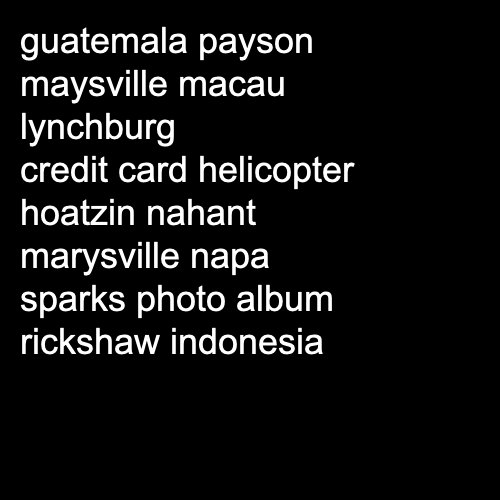 guatemala payson
maysville macau
lynchburg
credit card helicopter
hoatzin nahant
marysville napa
sparks photo album
rickshaw indonesia